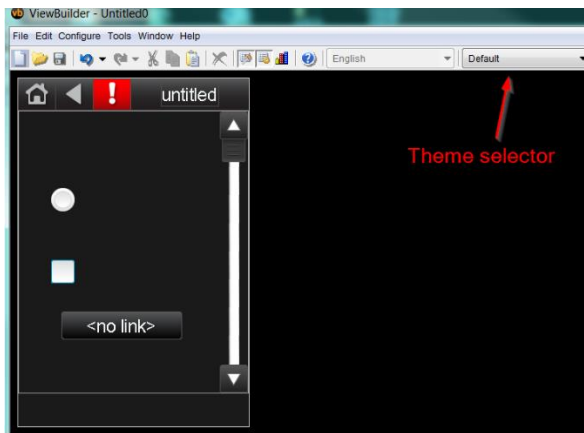 ViewBuilder - Untitled0
File Edit Configure Tools Window Help
English
Default
untitled
Theme selector
<no link>